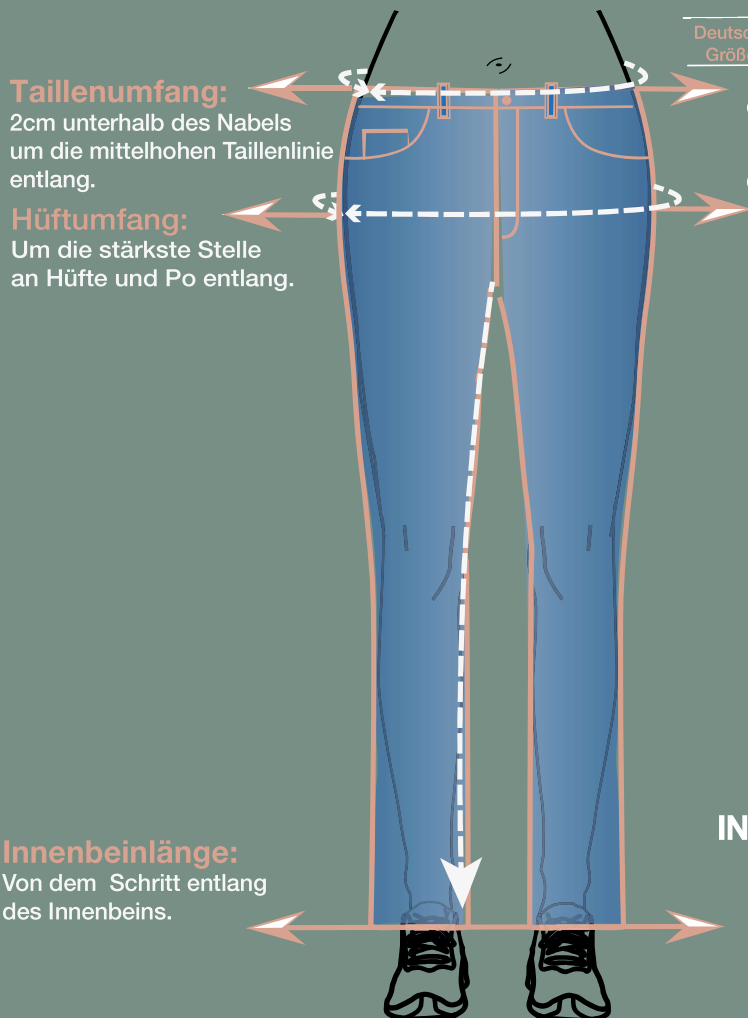 Taillenumfang:
2cm unterhalb des Nabels
um die mittelhohen Taillenlinie
entlang.
Hüftumfang:
Um die stärkste Stelle
an Hüfte und Po entlang.
Innenbeinlänge:
Von dem  Schritt entlang
des Innenbeins.